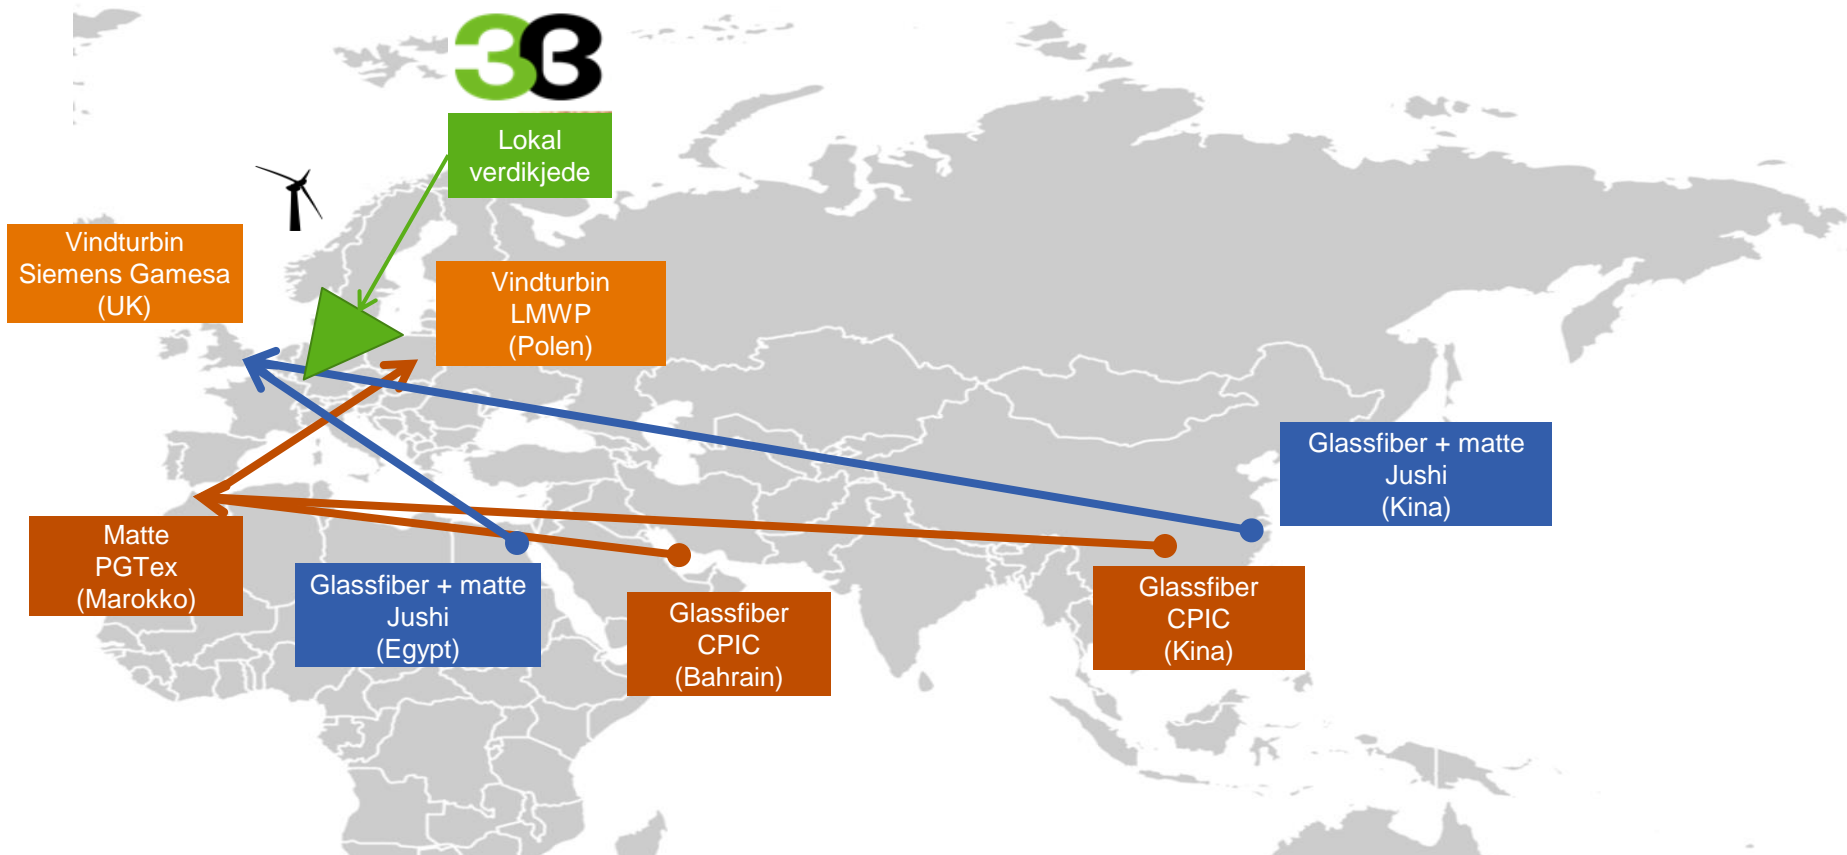 3B
Lokal
verdikjede
Vindturbin
Siemens Gamesa
(UK)
Vindturbin
LMWP
(Polen)
Glassfiber + matte
Jushi
(Kina)
Matte
PGTex
(Marokko)
Glassfiber + matte
Jushi
(Egypt)
Glassfiber
CPIC
(Bahrain)
Glassfiber
CPIC
(Kina)